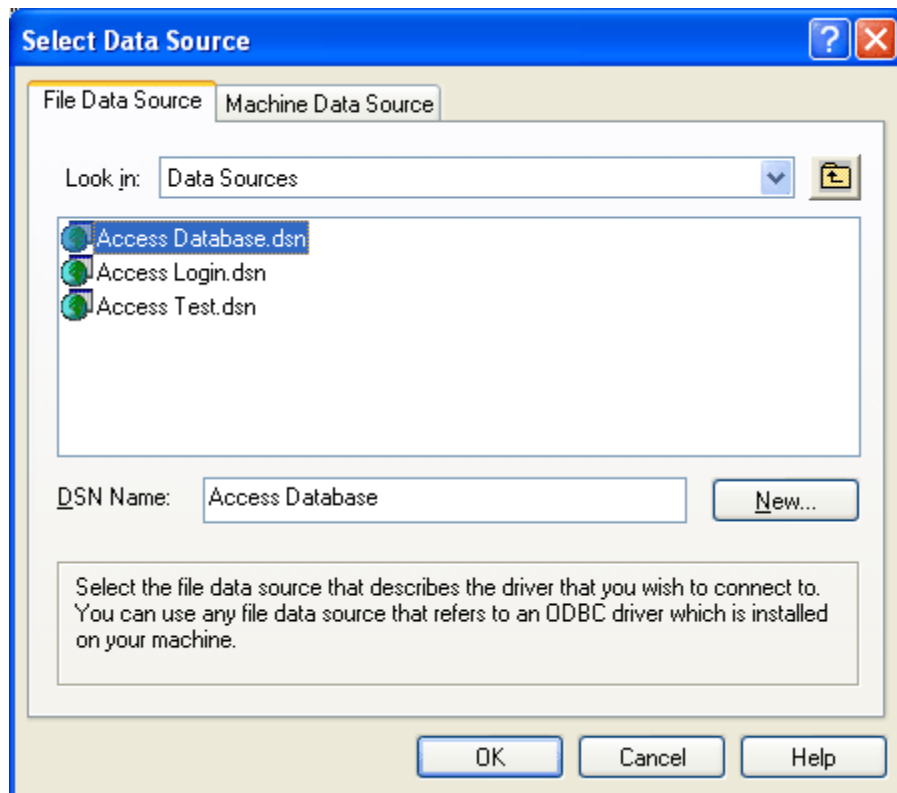 Select Data Source
File Data Source
Machine Data Source
Look in:
Data Sources
Access Database.dsn
Access Login.dsn
Access Test.dsn
DSN Name:
Access Database
New...
Select the file data source that describes the driver that you wish to connect to.
You can use any file data source that refers to an ODBC driver which is installed
on your machine.
OK
Cancel
Help